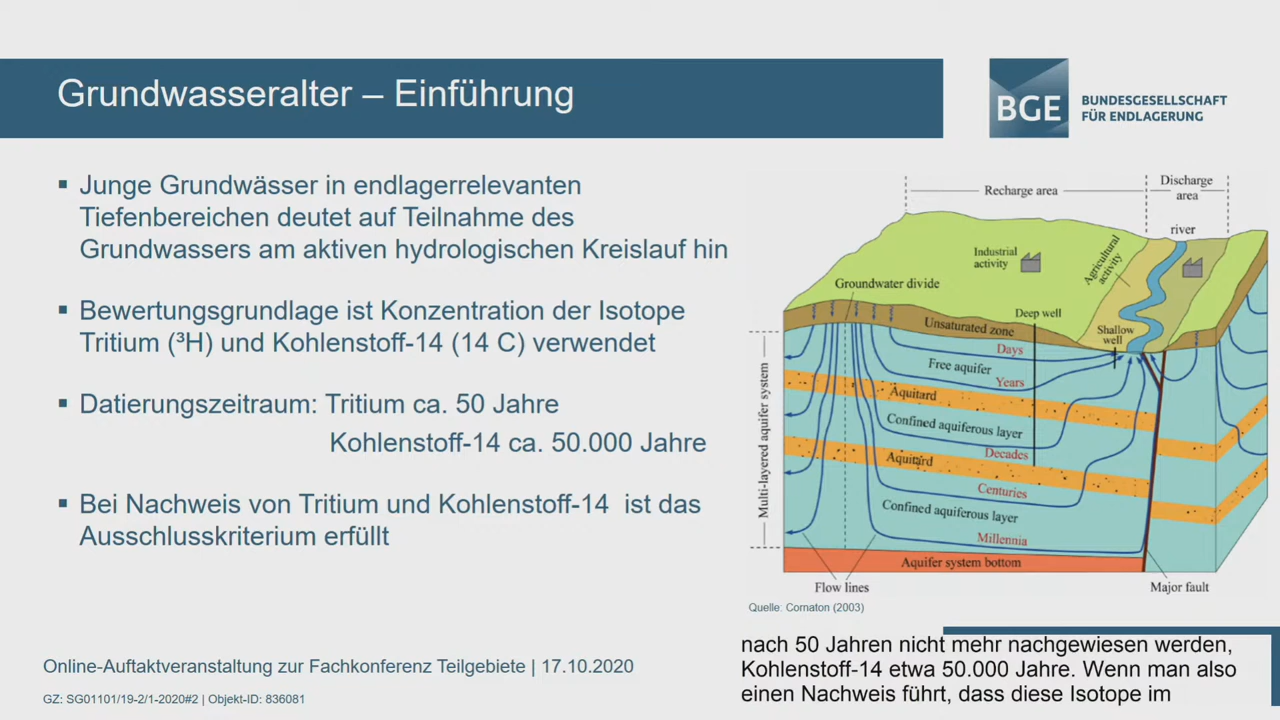 Grundwasseralter – Einführung
BGE
BUNDESGESELLSCHAFT
FÜR ENDLAGERUNG
▪ Junge Grundwässer in endlagerrelevanten
Tiefenbereichen deutet auf Teilnahme des
Grundwassers am aktiven hydrologischen Kreislauf hin
▪ Bewertungsgrundlage ist Konzentration der Isotope
Tritium (³H) und Kohlenstoff-14 (14 C) verwendet
▪ Datierungszeitraum: Tritium ca. 50 Jahre
Kohlenstoff-14 ca. 50.000 Jahre
▪ Bei Nachweis von Tritium und Kohlenstoff-14 ist das
Ausschlusskriterium erfüllt
Recharge area
Discharge
area
river
Industrial
activity
Agricultural
activity
Groundwater divide
Deep well
Unsaturated zone
Shallow
well
Days
Free aquifer
Years
Aquitard
Confined aquiferous layer
Decades
Aquitard
Centuries
Confined aquiferous layer
Millennia
Aquifer system bottom
Multi-layered aquifer system
Flow lines
Major fault
Quelle: Cornaton (2003)
nach 50 Jahren nicht mehr nachgewiesen werden,
Kohlenstoff-14 etwa 50.000 Jahre. Wenn man also
einen Nachweis führt, dass diese Isotope im
Online-Auftaktveranstaltung zur Fachkonferenz Teilgebiete | 17.10.2020
GZ: SG01101/19-2/1-2020#2 | Objekt-ID: 836081